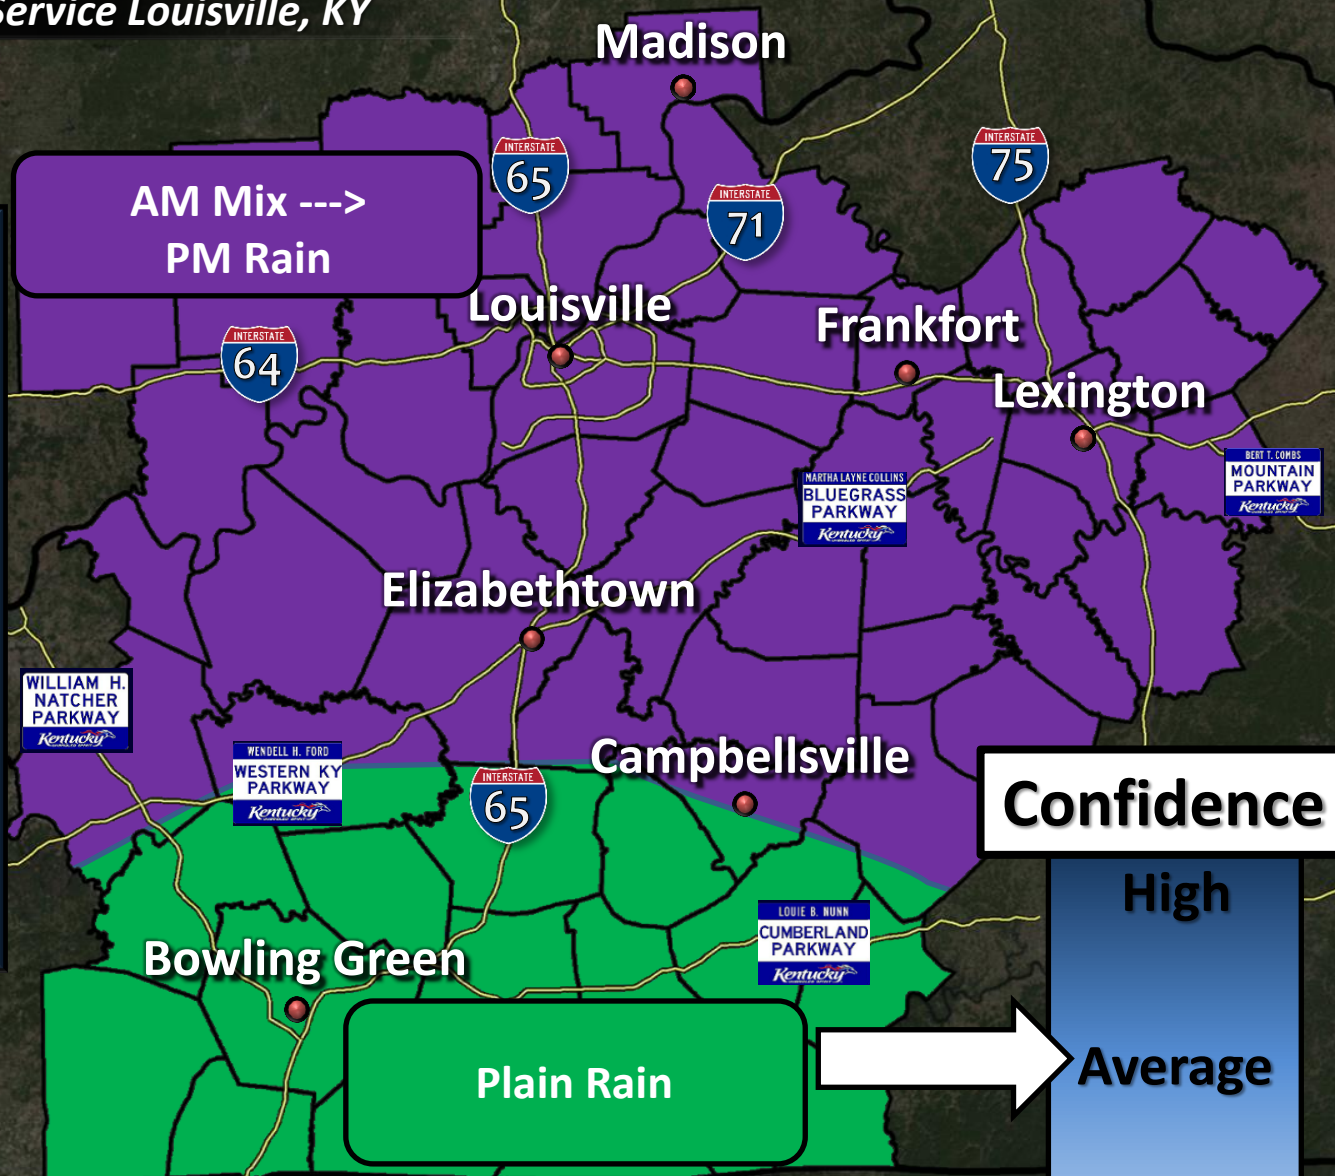 Service Louisville, KY
Madison
INTERSTATE
65
INTERSTATE
75
INTERSTATE
71
AM Mix --->
PM Rain
Louisville
Frankfort
INTERSTATE
64
Lexington
BERT T. COMBS
MOUNTAIN
PARKWAY
Kentucky
MARTHA LAYNE COLLINS
BLUEGRASS
PARKWAY
Kentucky
Elizabethtown
WILLIAM H.
NATCHER
PARKWAY
Kentucky
WENDELL H. FORD
WESTERN KY
PARKWAY
Kentucky
Campbellsville
INTERSTATE
65
Confidence
High
LOUIE B. NUNN
CUMBERLAND
PARKWAY
Kentucky
Bowling Green
Plain Rain
Average